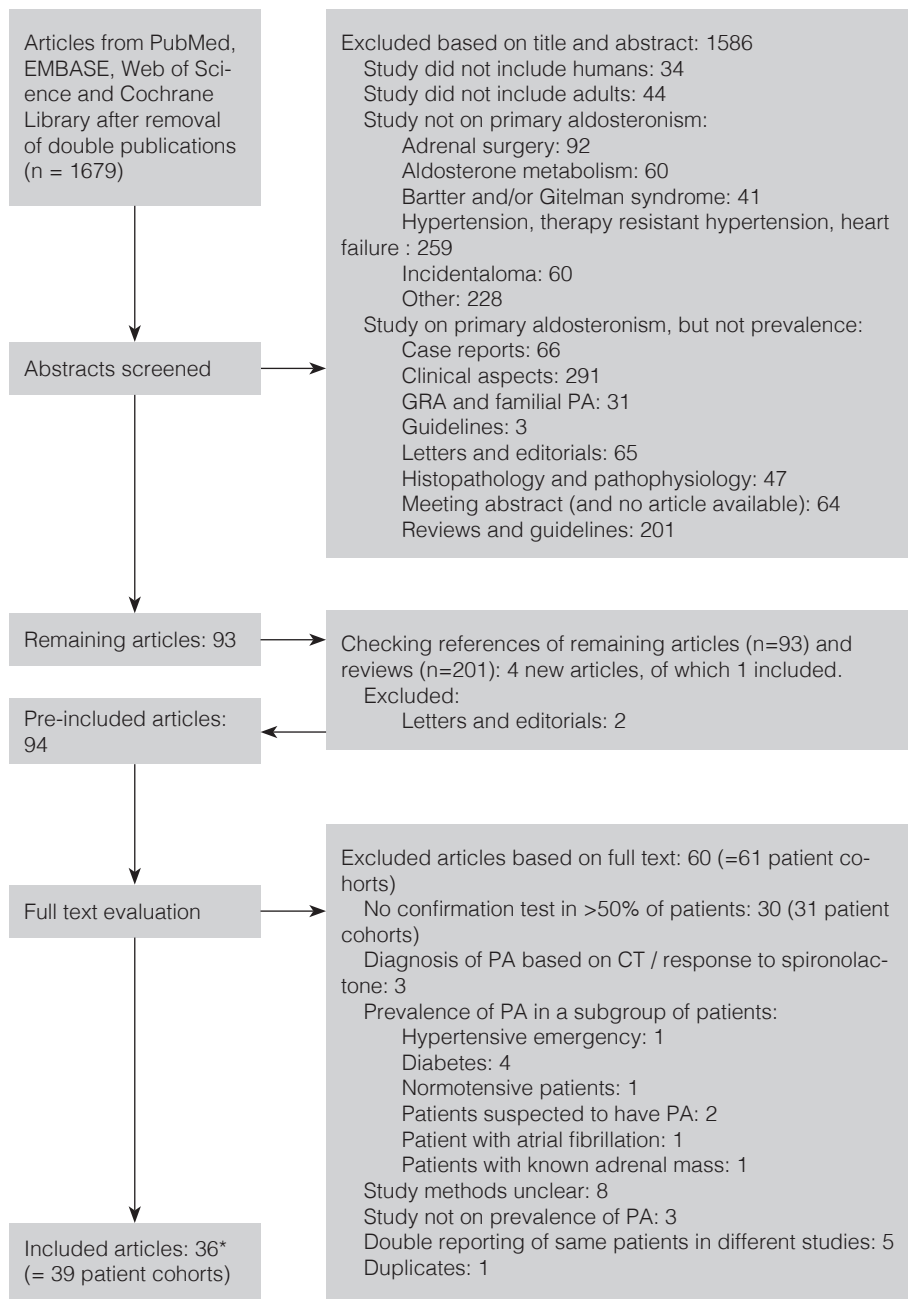 Articles from PubMed,
EMBASE, Web of Sci-
ence and Cochrane
Library after removal
of double publications
(n = 1679)
Excluded based on title and abstract: 1586
Study did not include humans: 34
Study did not include adults: 44
Study not on primary aldosteronism:
Adrenal surgery: 92
Aldosterone metabolism: 60
Bartter and/or Gitelman syndrome: 41
Hypertension, therapy resistant hypertension, heart
failure : 259
Incidentaloma: 60
Other: 228
Study on primary aldosteronism, but not prevalence:
Case reports: 66
Clinical aspects: 291
GRA and familial PA: 31
Guidelines: 3
Letters and editorials: 65
Histopathology and pathophysiology: 47
Meeting abstract (and no article available): 64
Reviews and guidelines: 201
Abstracts screened
Remaining articles: 93
Checking references of remaining articles (n=93) and
reviews (n=201): 4 new articles, of which 1 included.
Excluded:
Letters and editorials: 2
Pre-included articles:
94
Full text evaluation
Excluded articles based on full text: 60 (=61 patient co-
horts)
No confirmation test in >50% of patients: 30 (31 patient
cohorts)
Diagnosis of PA based on CT / response to spironolac-
tone: 3
Prevalence of PA in a subgroup of patients:
Hypertensive emergency: 1
Diabetes: 4
Normotensive patients: 1
Patients suspected to have PA: 2
Patient with atrial fibrillation: 1
Patients with known adrenal mass: 1
Study methods unclear: 8
Study not on prevalence of PA: 3
Double reporting of same patients in different studies: 5
Duplicates: 1
Included articles: 36*
(= 39 patient cohorts)